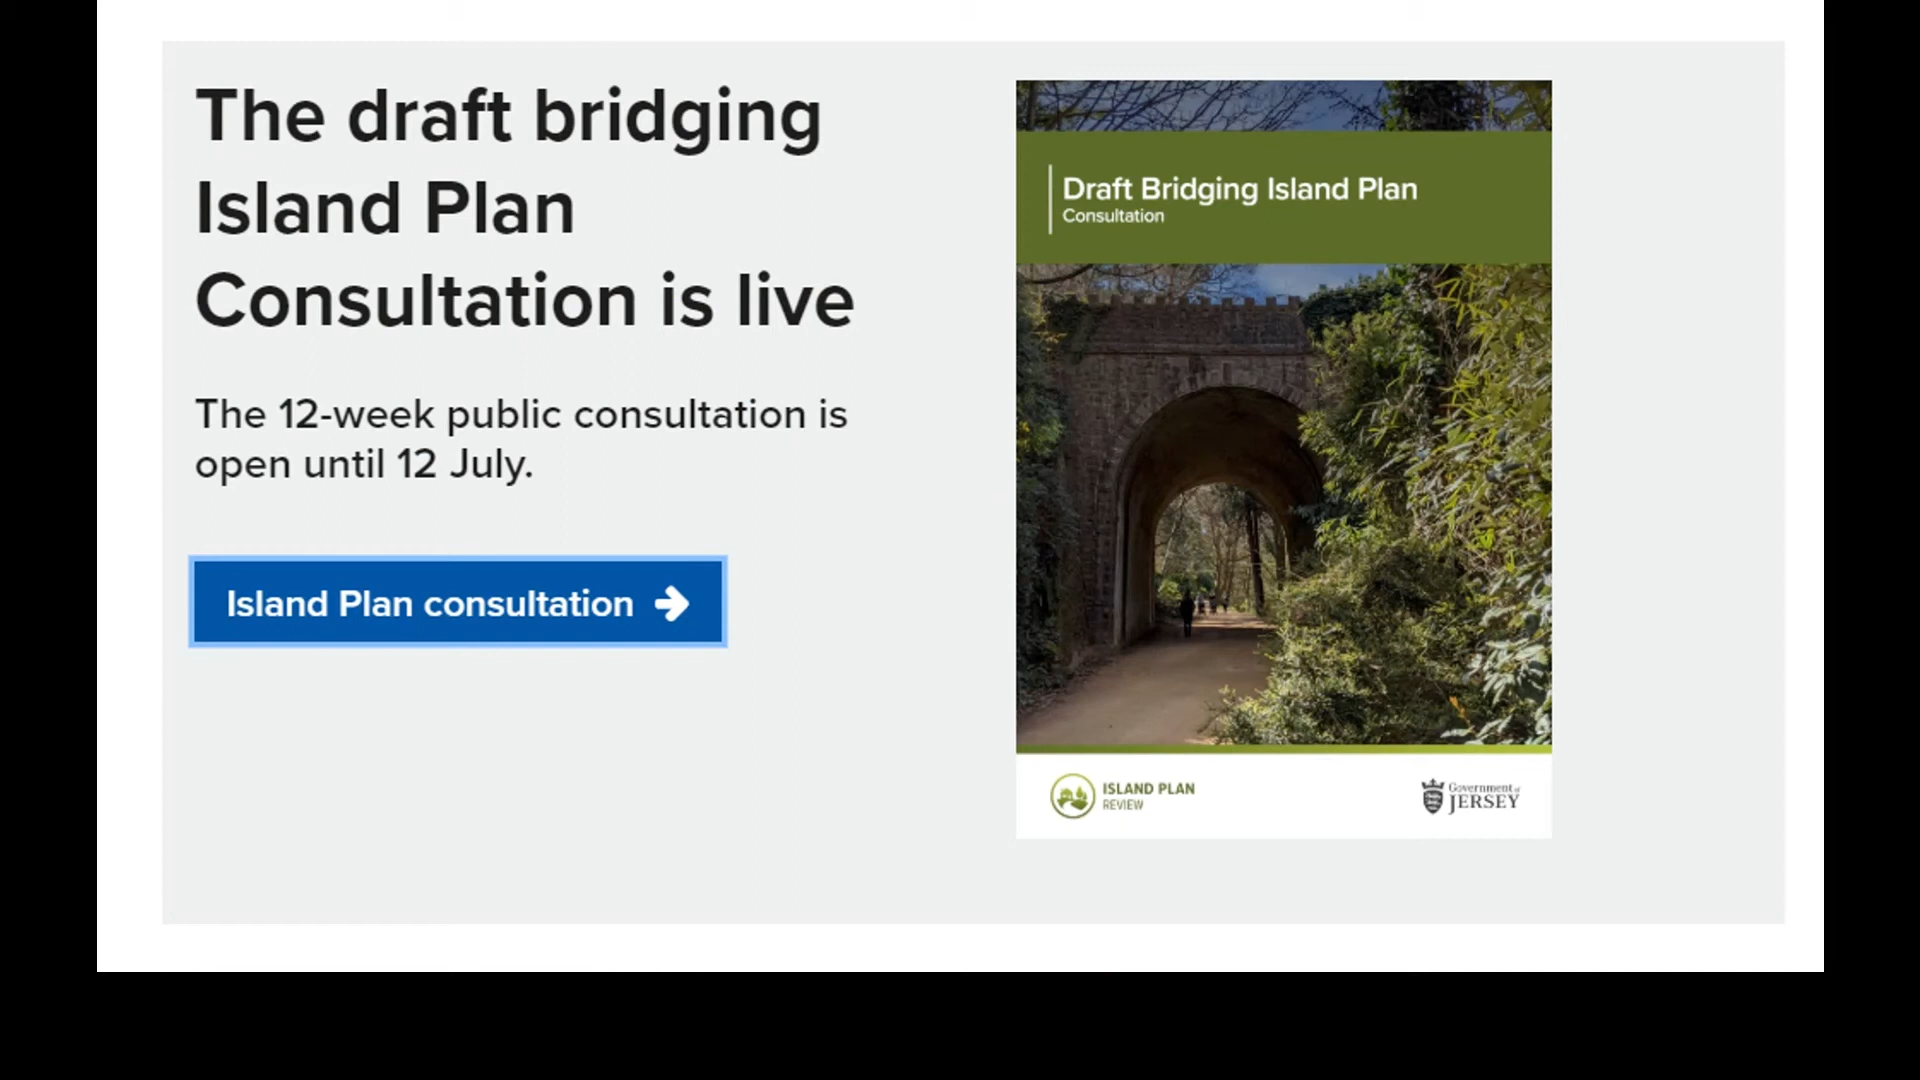 The draft bridging
Island Plan
Consultation is live
The 12-week public consultation is
open until 12 July.
Island Plan consultation
Draft Bridging Island Plan
Consultation
ISLAND PLAN
REVIEW
Government of
JERSEY